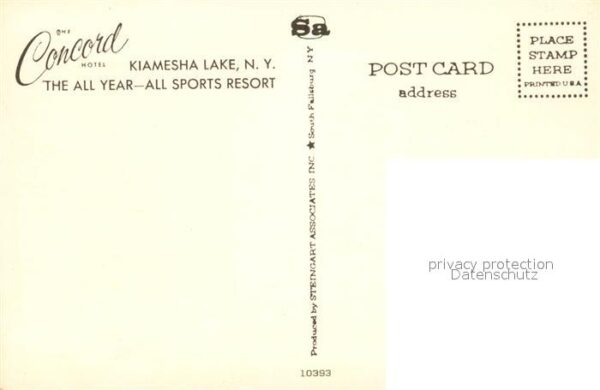 THE
Concord
HOTEL
KIAMESHA LAKE, N. Y.
THE ALL YEAR—ALL SPORTS RESORT
Sa
Produced by STEINGART ASSOCIATES INC ★ South Fallsburg NY
10393
POST CARD
address
PLACE
STAMP
HERE
PRINTED U.S.A.
privacy protection
Datenschutz